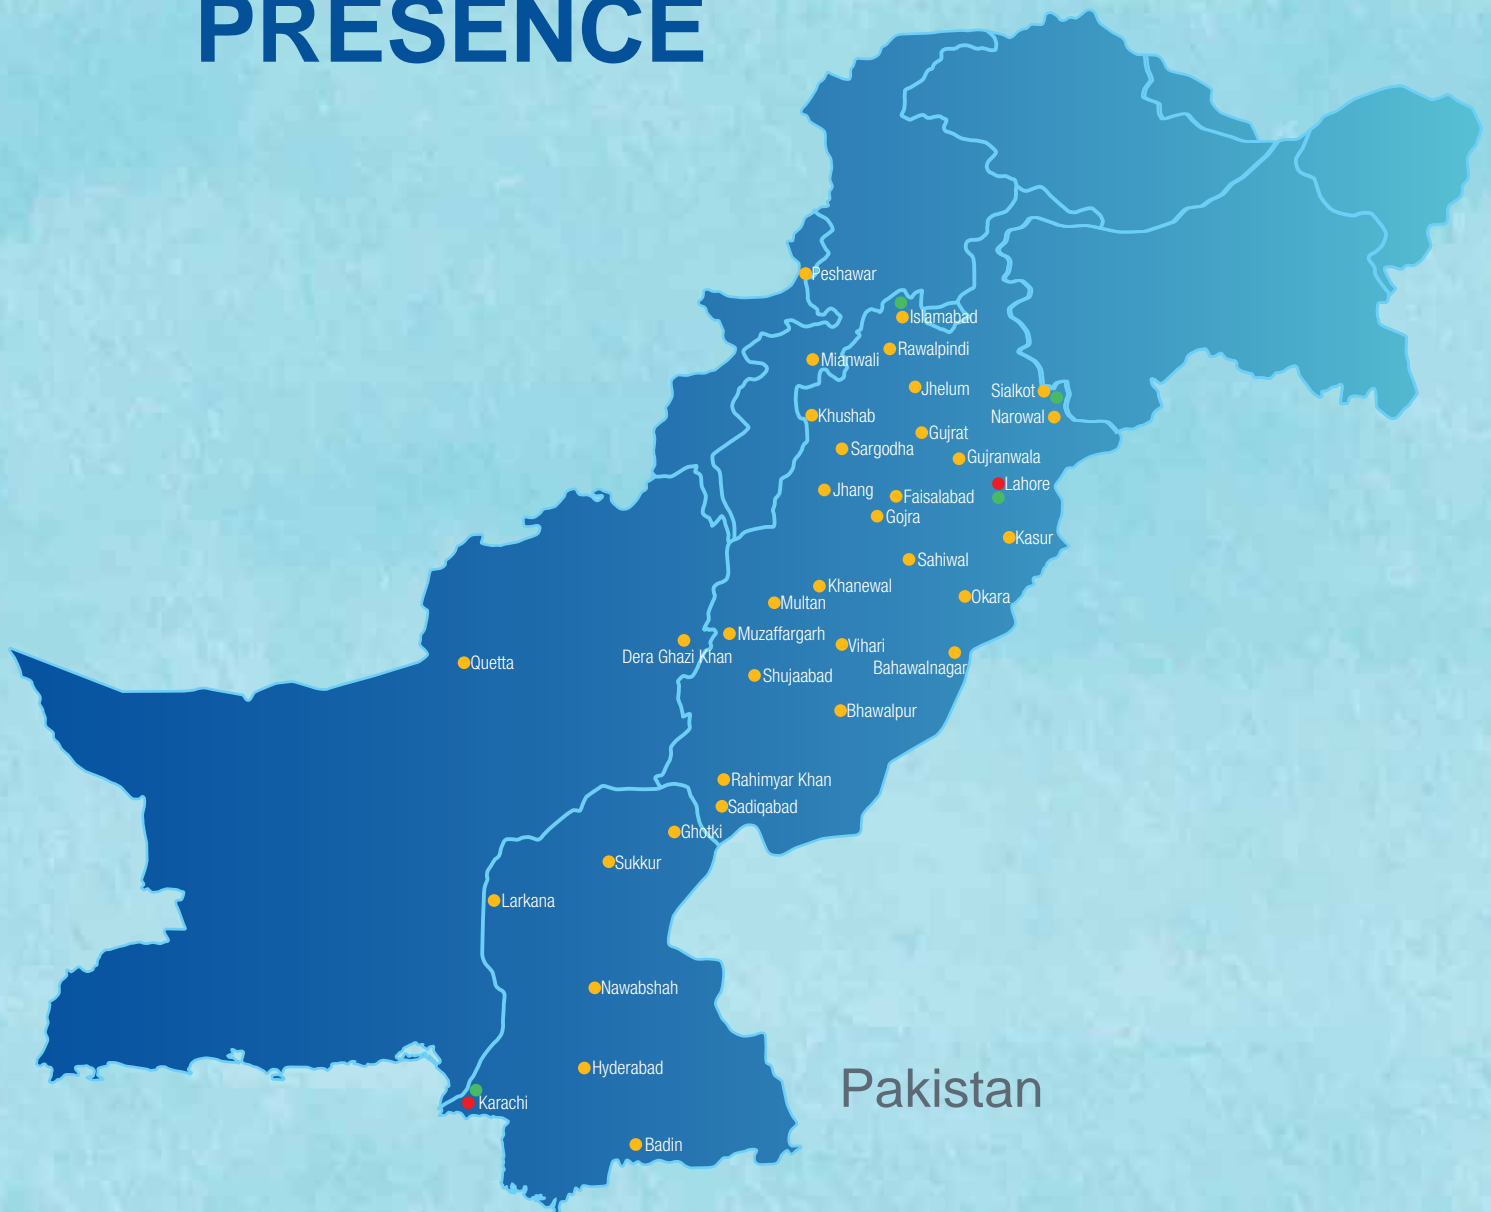 PRESENCE
Peshawar
Islamabad
Rawalpindi
Mianwali
Jhelum
Sialkot
Khushab
Narowal
Gujrat
Sargodha
Gujranwala
Lahore
Jhang
Faisalabad
Gojra
Kasur
Sahiwal
Khanewal
Okara
Multan
Muzaffargarh
Vihari
Dera Ghazi Khan
Quetta
Bahawalnagar
Shujaabad
Bhawalpur
Rahimyar Khan
Sadiqabad
Ghotki
Sukkur
Larkana
Nawabshah
Hyderabad
Pakistan
Karachi
Badin